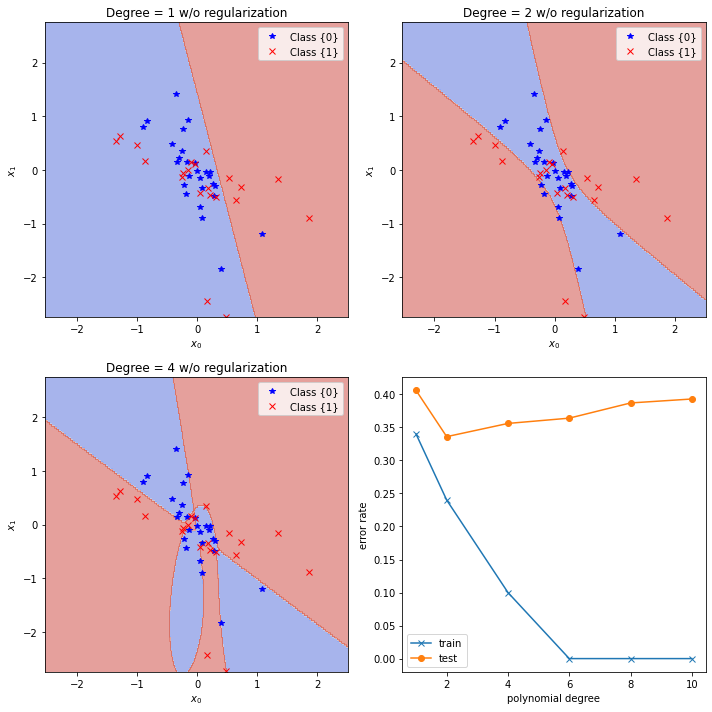 Degree = 1 w/o regularization
Class {0}
Class {1}
2
1
0
−1
−2
x₁
−2 −1 0 1 2
x₀
Degree = 2 w/o regularization
Class {0}
Class {1}
2
1
0
−1
−2
x₁
−2 −1 0 1 2
x₀
Degree = 4 w/o regularization
Class {0}
Class {1}
2
1
0
−1
−2
x₁
−2 −1 0 1 2
x₀
0.40
0.35
0.30
0.25
0.20
0.15
0.10
0.05
0.00
error rate
train
test
2 4 6 8 10
polynomial degree